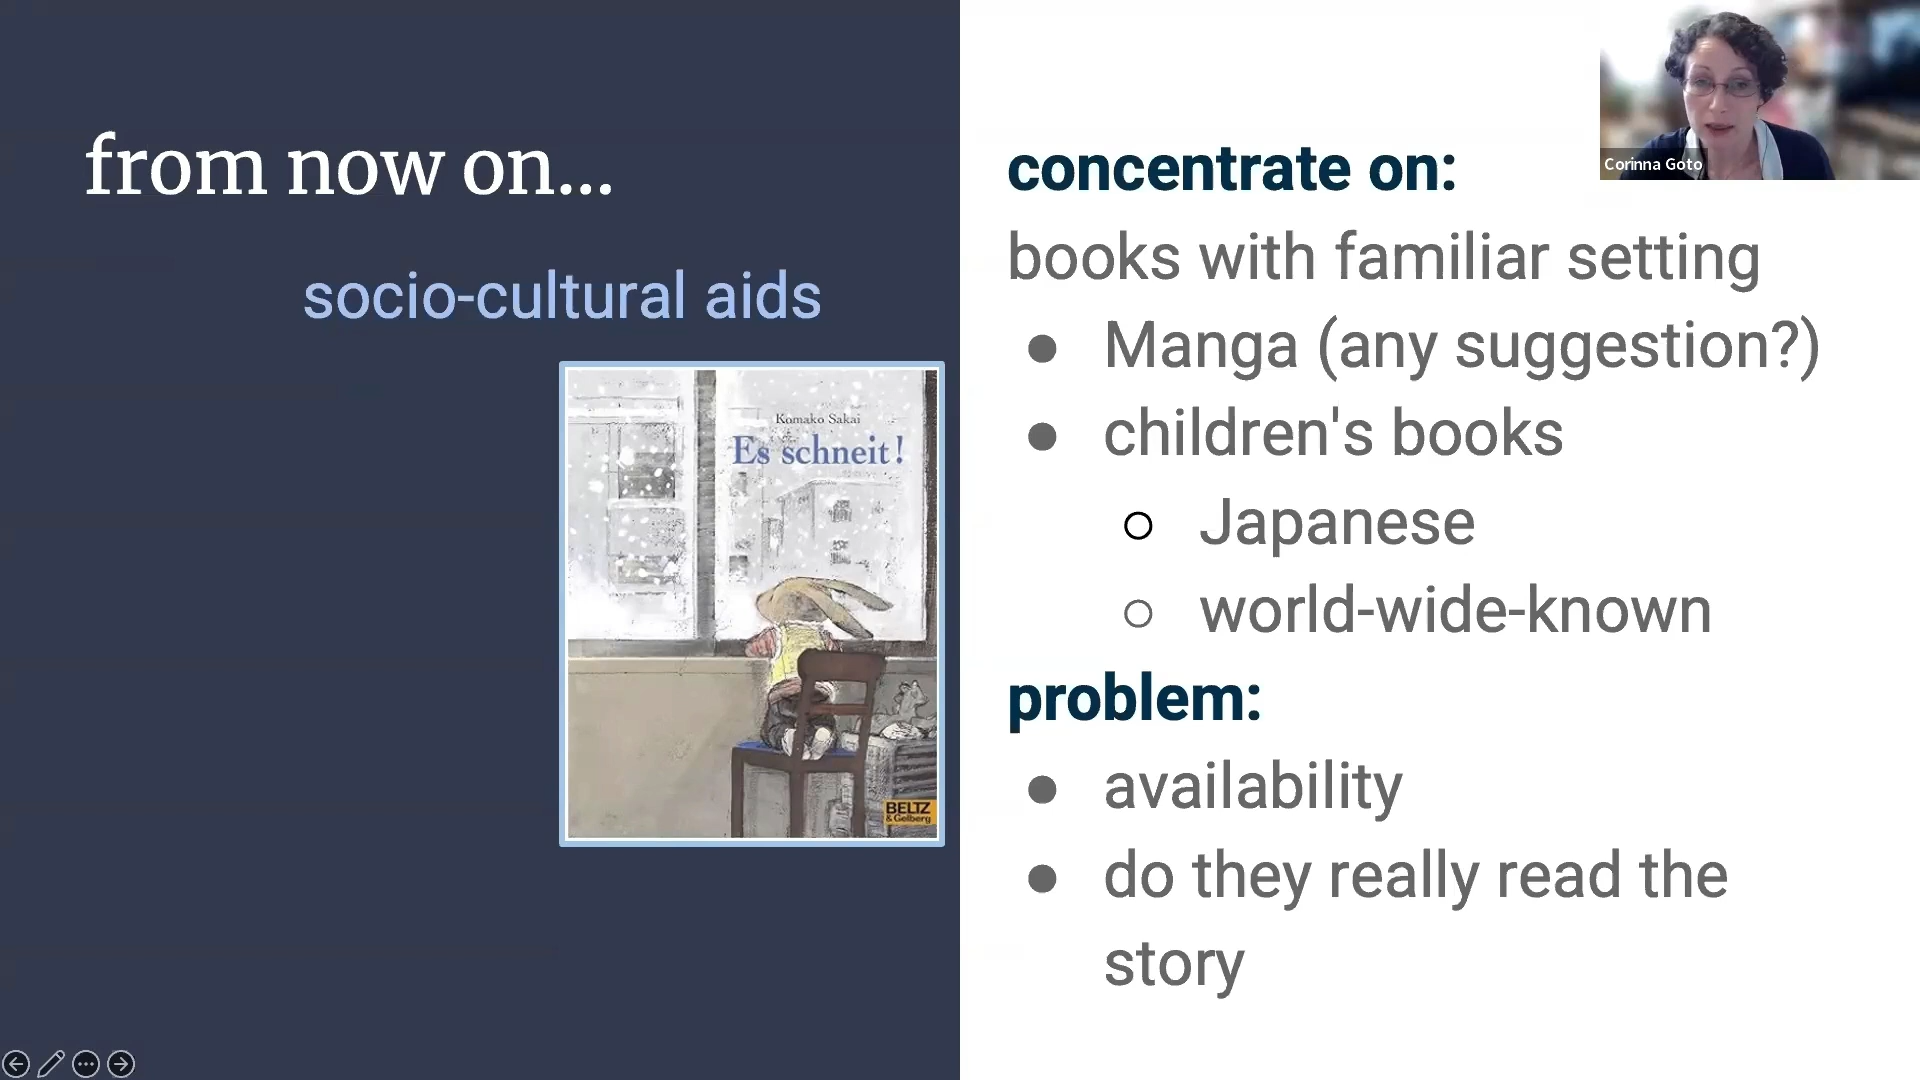 from now on...
socio-cultural aids
Komako Sakai
Es schneit!
BELTZ
& Gelberg
concentrate on:
books with familiar setting
● Manga (any suggestion?)
● children's books
○ Japanese
○ world-wide-known
problem:
● availability
● do they really read the
story
Corinna Goto